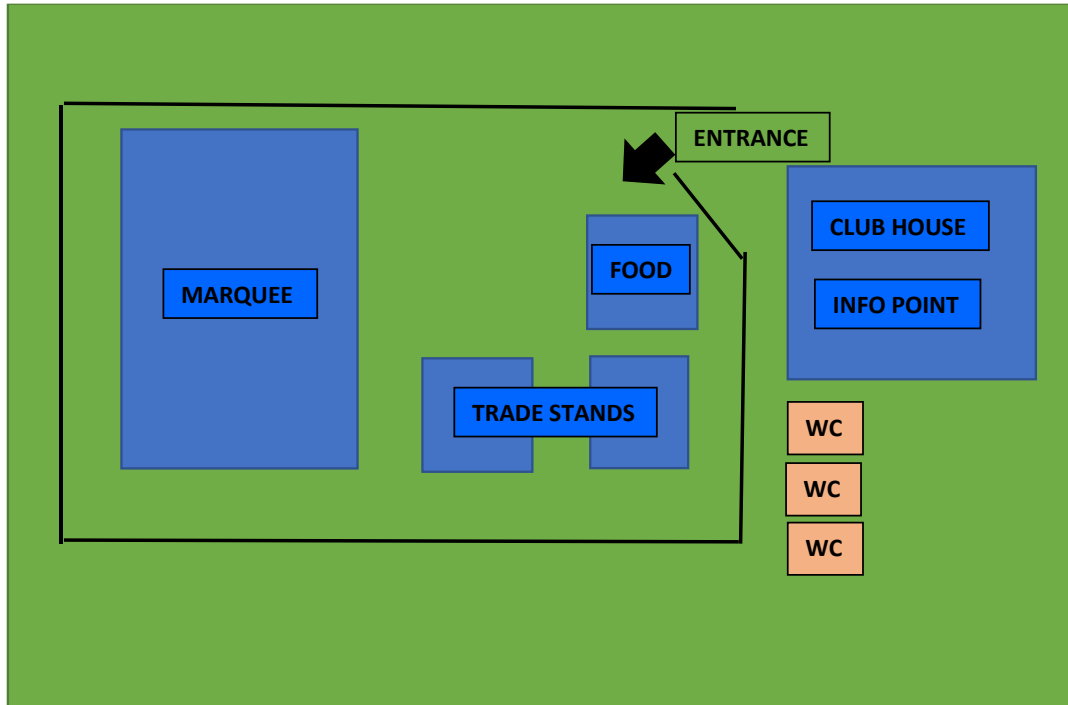 ENTRANCE
CLUB HOUSE
FOOD
MARQUEE
INFO POINT
TRADE STANDS
WC
WC
WC